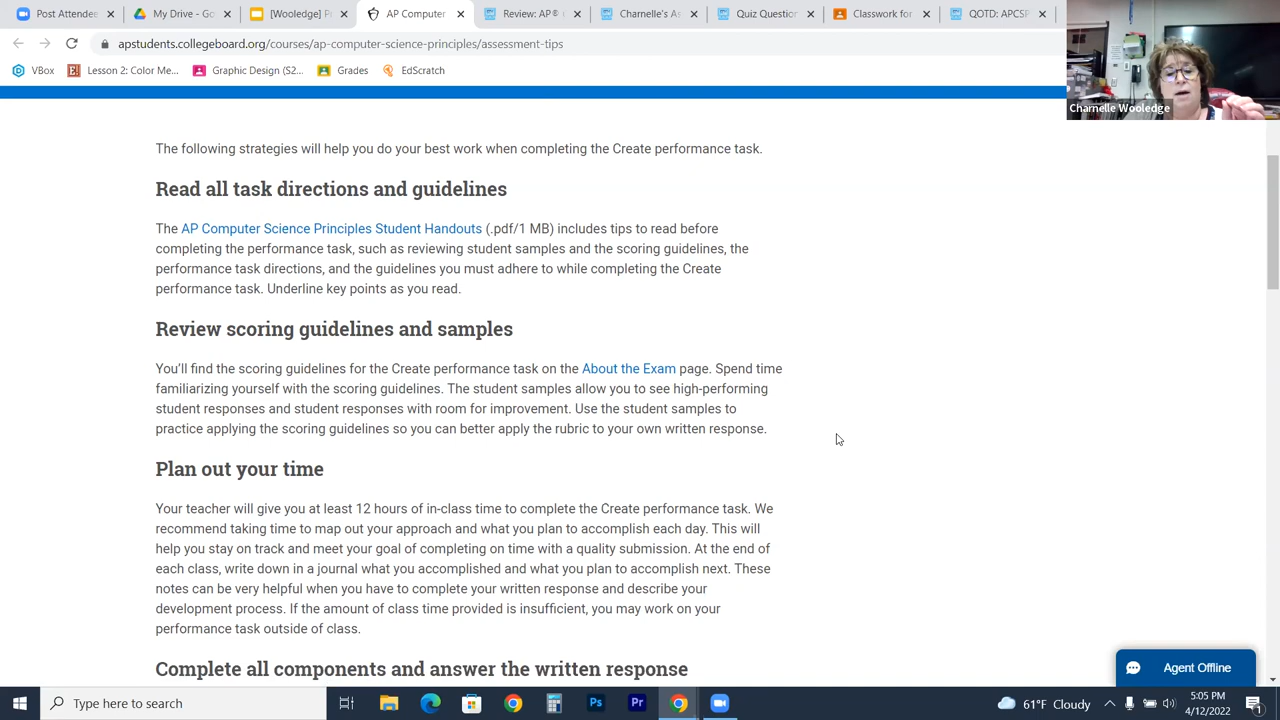 Post Attendee
My Drive - Go
[Wooledge] P
AP Computer
Review: AP®
Charnelle's As
Quiz Question
Classwork for
QOTD: APCSP
apstudents.collegeboard.org/courses/ap-computer-science-principles/assessment-tips
VBox
Lesson 2: Color Me...
Graphic Design (S2...
Grades
EdScratch
Charnelle Wooledge
The following strategies will help you do your best work when completing the Create performance task.
Read all task directions and guidelines
The AP Computer Science Principles Student Handouts (.pdf/1 MB) includes tips to read before
completing the performance task, such as reviewing student samples and the scoring guidelines, the
performance task directions, and the guidelines you must adhere to while completing the Create
performance task. Underline key points as you read.
Review scoring guidelines and samples
You'll find the scoring guidelines for the Create performance task on the About the Exam page. Spend time
familiarizing yourself with the scoring guidelines. The student samples allow you to see high-performing
student responses and student responses with room for improvement. Use the student samples to
practice applying the scoring guidelines so you can better apply the rubric to your own written response.
Plan out your time
Your teacher will give you at least 12 hours of in-class time to complete the Create performance task. We
recommend taking time to map out your approach and what you plan to accomplish each day. This will
help you stay on track and meet your goal of completing on time with a quality submission. At the end of
each class, write down in a journal what you accomplished and what you plan to accomplish next. These
notes can be very helpful when you have to complete your written response and describe your
development process. If the amount of class time provided is insufficient, you may work on your
performance task outside of class.
Complete all components and answer the written response
Agent Offline
Type here to search
Ps
Pr
61°F Cloudy
5:05 PM
4/12/2022
1